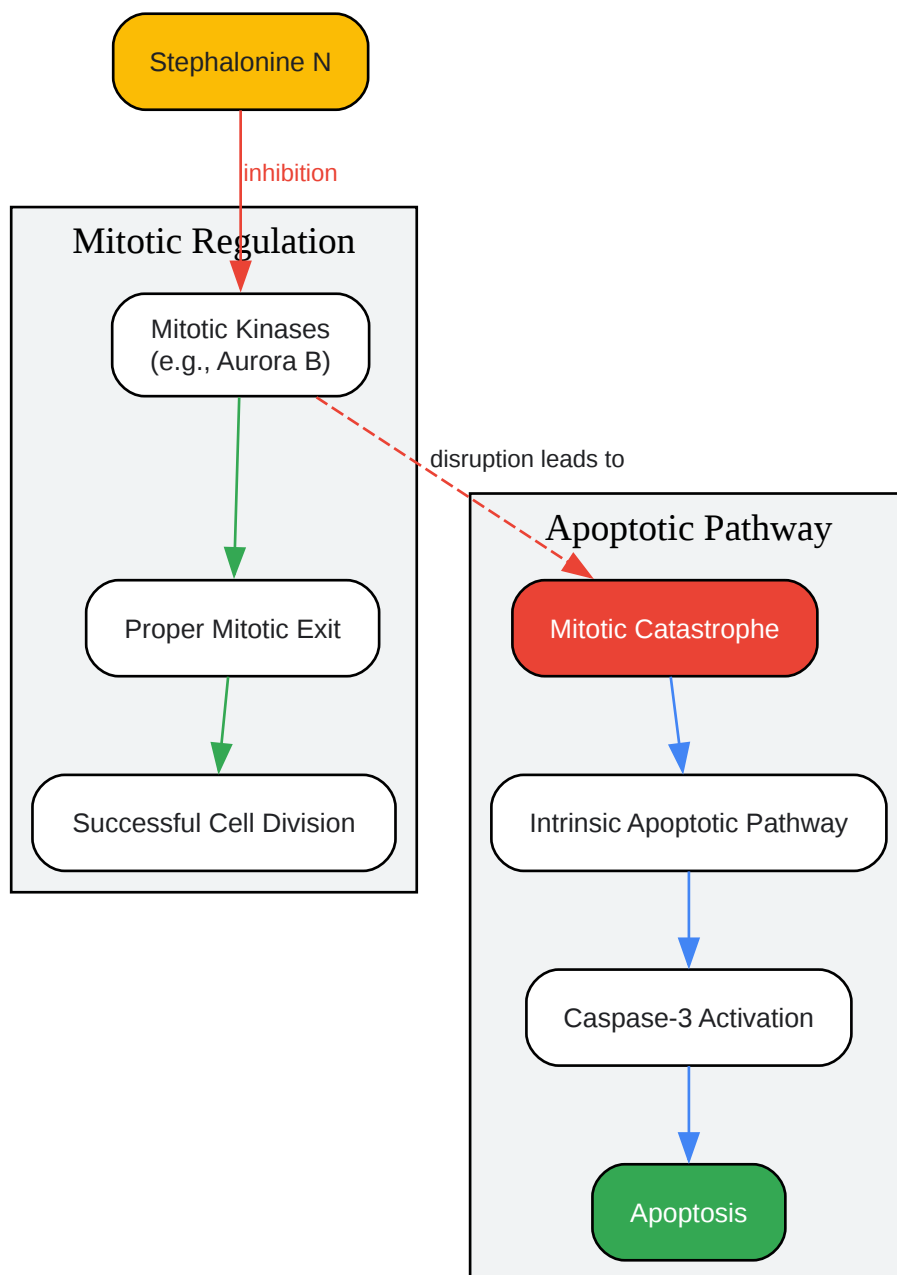 Stephalonine N
inhibition
Mitotic Regulation
Mitotic Kinases
(e.g., Aurora B)
disruption leads to
Apoptotic Pathway
Proper Mitotic Exit
Mitotic Catastrophe
Successful Cell Division
Intrinsic Apoptotic Pathway
Caspase-3 Activation
Apoptosis